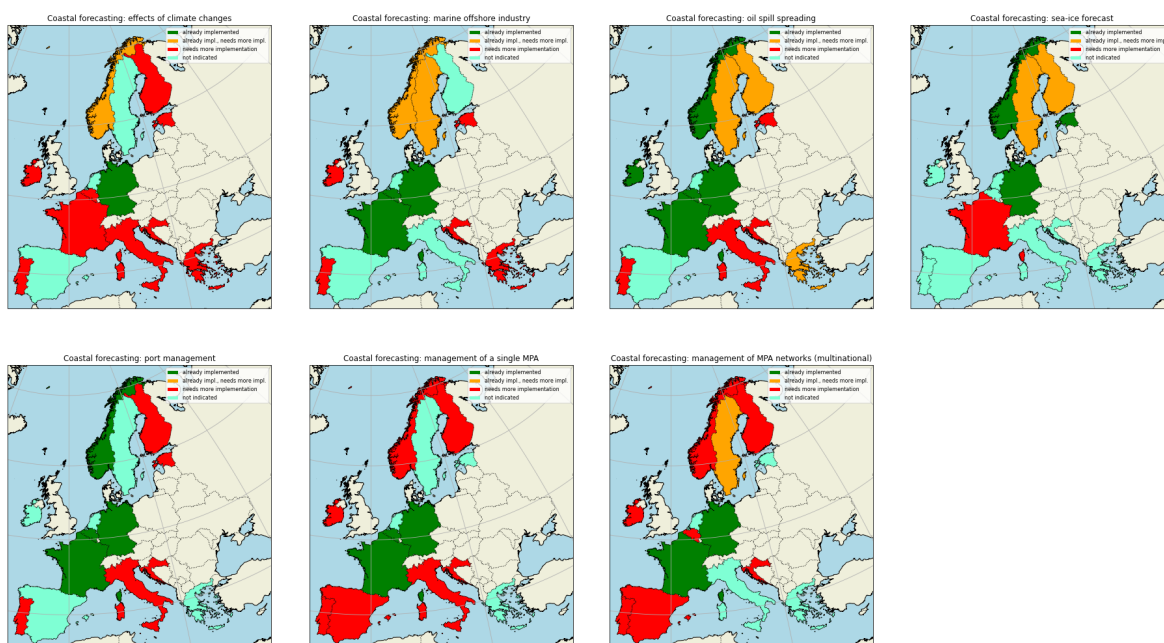 Coastal forecasting: effects of climate changes
already implemented
already impl., needs more impl.
needs more implementation
not indicated
Coastal forecasting: marine offshore industry
already implemented
already impl., needs more impl.
needs more implementation
not indicated
Coastal forecasting: oil spill spreading
already implemented
already impl., needs more impl.
needs more implementation
not indicated
Coastal forecasting: sea-ice forecast
already implemented
already impl., needs more impl.
needs more implementation
not indicated
Coastal forecasting: port management
already implemented
already impl., needs more impl.
needs more implementation
not indicated
Coastal forecasting: management of a single MPA
already implemented
already impl., needs more impl.
needs more implementation
not indicated
Coastal forecasting: management of MPA networks (multinational)
already implemented
already impl., needs more impl.
needs more implementation
not indicated